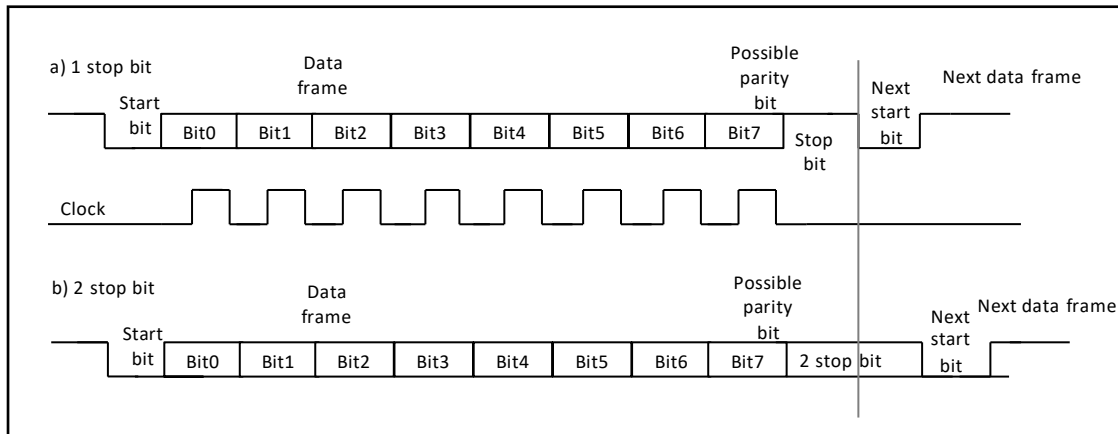 a) 1 stop bit
Data
frame
Possible
parity
bit
Next data frame
Start
bit
Next
start
bit
Bit0 Bit1 Bit2 Bit3 Bit4 Bit5 Bit6 Bit7
Stop
bit
Clock
b) 2 stop bit
Data
frame
Possible
parity
bit
Next data frame
Start
bit
Next
start
bit
Bit0 Bit1 Bit2 Bit3 Bit4 Bit5 Bit6 Bit7 2 stop bit